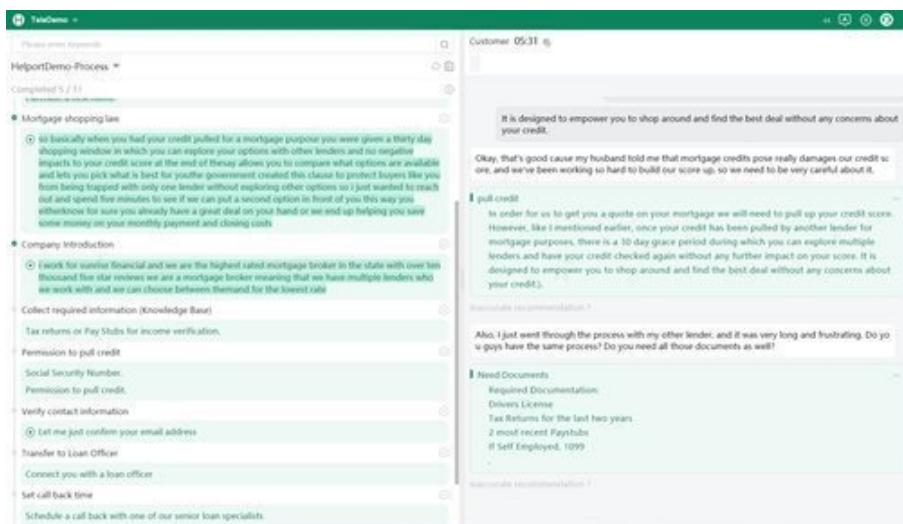 TeleDemo
Please enter keywords
HelportDemo-Process
Completed 5 / 11
Mortgage shopping law
so basically when you had your credit pulled for a mortgage purpose you were given a thirty day
shopping window in which you can explore your options with other lenders and no negative
impacts to your credit score at the end of thesay allows you to compare what options are available
and lets you pick what is best for youthe government created this clause to protect buyers like you
from being trapped with only one lender without exploring other options so i just wanted to reach
out and spend five minutes to see if we can put a second option in front of you this way you
eitherknow for sure you already have a great deal on your hand or we end up helping you save
some money on your monthly payment and closing costs
Company Introduction
i work for sunrise financial and we are the highest rated mortgage broker in the state with over ten
thousand five star reviews we are a mortgage broker meaning that we have multiple lenders who
we work with and we can choose between themand for the lowest rate
Collect required information (Knowledge Base)
Tax returns or Pay Stubs for income verification.
Permission to pull credit
Social Security Number.
Permission to pull credit.
Verify contact information
Let me just confirm your email address
Transfer to Loan Officer
Connect you with a loan officer
Set call back time
Schedule a call back with one of our senior loan specialists
Customer 05:31
It is designed to empower you to shop around and find the best deal without any concerns about
your credit.
Okay, that's good cause my husband told me that mortgage credits pose really damages our credit sc
ore, and we've been working so hard to build our score up, so we need to be very careful about it.
pull credit
In order for us to get you a quote on your mortgage we will need to pull up your credit score.
However, like I mentioned earlier, once your credit has been pulled by another lender for
mortgage purposes, there is a 30 day grace period during which you can explore multiple
lenders and have your credit checked again without any further impact on your score. It is
designed to empower you to shop around and find the best deal without any concerns about
your credit.).
Inaccurate recommendation ?
Also, I just went through the process with my other lender, and it was very long and frustrating. Do yo
u guys have the same process? Do you need all those documents as well?
Need Documents
Required Documentation:
Drivers License
Tax Returns for the last two years
2 most recent Paystubs
If Self Employed, 1099
.
Inaccurate recommendation ?